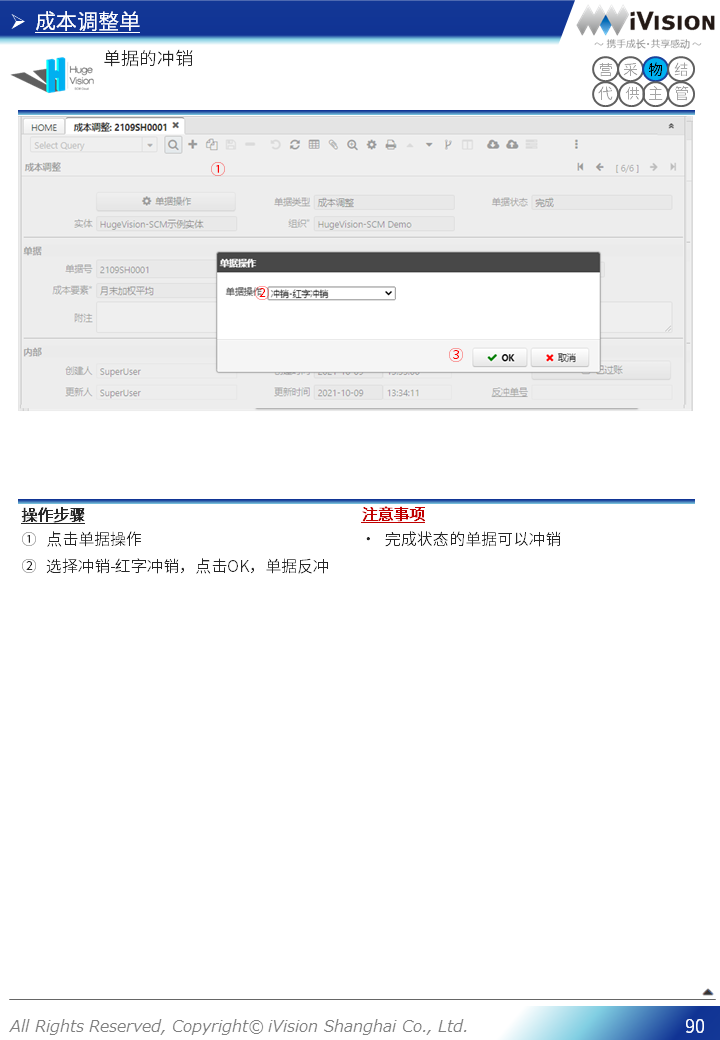 ➢ 成本调整单
iVISION
～ 携手成长·共享感动 ～
Huge
Vision
单据的冲销
营 采 物 结
代 供 主 管
HOME 成本调整: 2109SH0001
Select Query
①
成本调整
[ 6/6 ]
单据操作 单据类型 成本调整 单据状态 完成
实体 HugeVision-SCM示例实体 组织* HugeVision-SCM Demo
单据
单据操作
单据号 2109SH0001
单据操作 ② 冲销-红字冲销
成本要素* 月末加权平均
附注
内部
③ OK 取消
创建人 SuperUser
更新人 SuperUser 更新时间 2021-10-09 13:34:11 反冲单号
操作步骤
① 点击单据操作
② 选择冲销-红字冲销，点击OK，单据反冲
注意事项
· 完成状态的单据可以冲销
All Rights Reserved, Copyright© iVision Shanghai Co., Ltd.
90